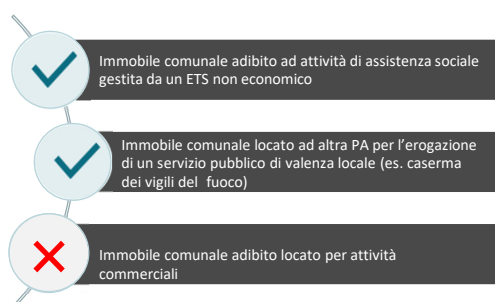 Immobile comunale adibito ad attività di assistenza sociale
gestita da un ETS non economico
Immobile comunale locato ad altra PA per l'erogazione
di un servizio pubblico di valenza locale (es. caserma
dei vigili del fuoco)
Immobile comunale adibito locato per attività
commerciali